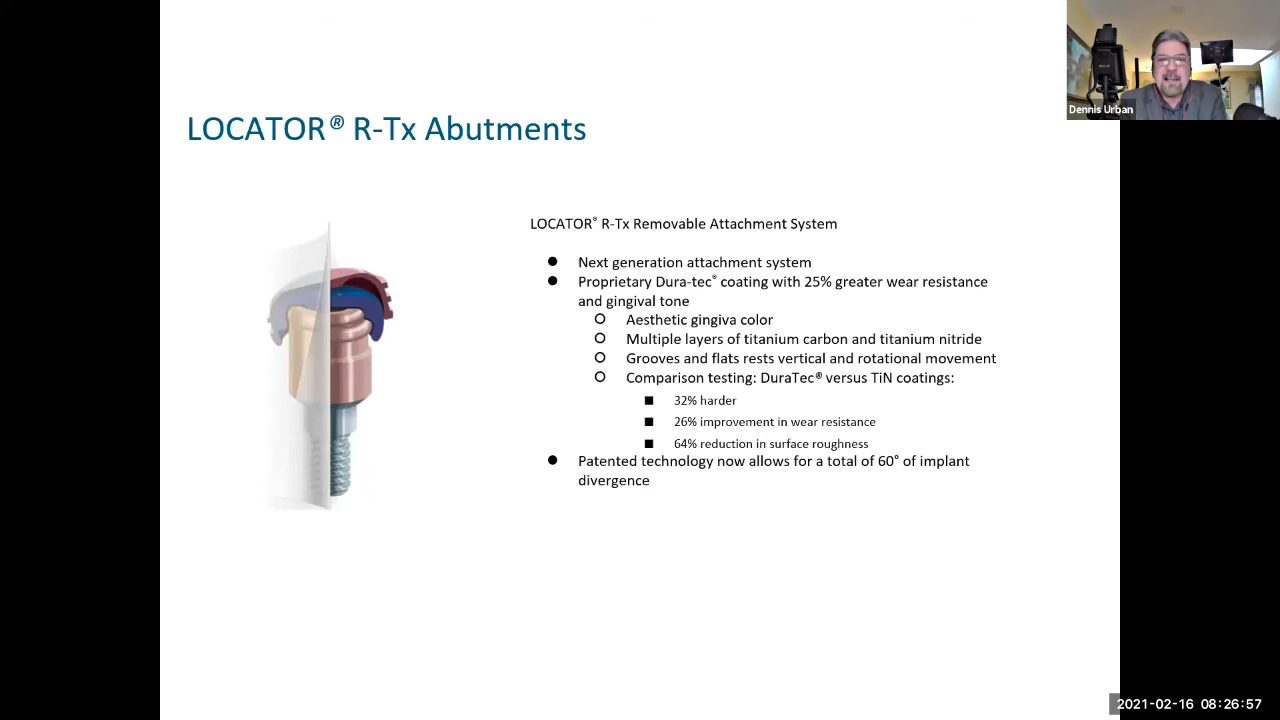 LOCATOR® R-Tx Abutments
Dennis Urban
LOCATOR® R-Tx Removable Attachment System
● Next generation attachment system
● Proprietary Dura-tec® coating with 25% greater wear resistance
and gingival tone
○ Aesthetic gingiva color
○ Multiple layers of titanium carbon and titanium nitride
○ Grooves and flats rests vertical and rotational movement
○ Comparison testing: DuraTec® versus TiN coatings:
■ 32% harder
■ 26% improvement in wear resistance
■ 64% reduction in surface roughness
● Patented technology now allows for a total of 60° of implant
divergence
2021-02-16 08:26:57